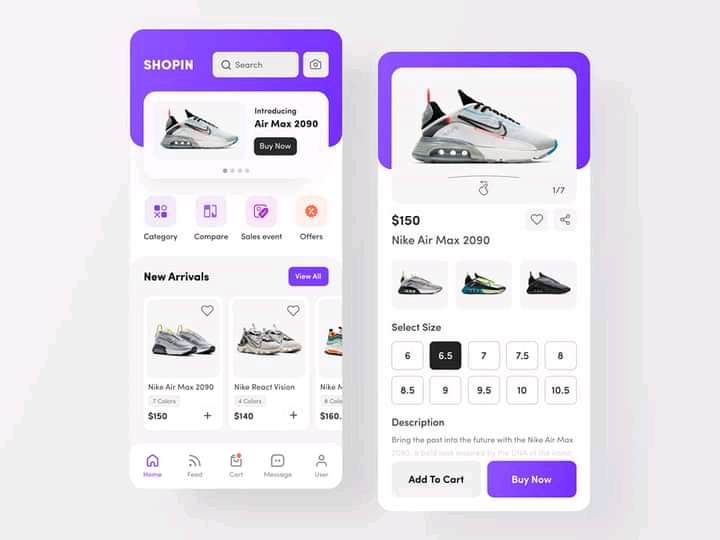 SHOPIN
Search
Introducing
Air Max 2090
Buy Now
Category
Compare
Sales event
Offers
New Arrivals
View All
Nike Air Max 2090
7 Colors
$150
Nike React Vision
4 Colors
$140
Nike M
8 Colo
$160.
Home
Feed
Cart
Message
User
1/7
$150
Nike Air Max 2090
Select Size
6 6.5 7 7.5 8
8.5 9 9.5 10 10.5
Description
Bring the past into the future with the Nike Air Max
2090, a bold look inspired by the DNA of the iconic
Add To Cart
Buy Now